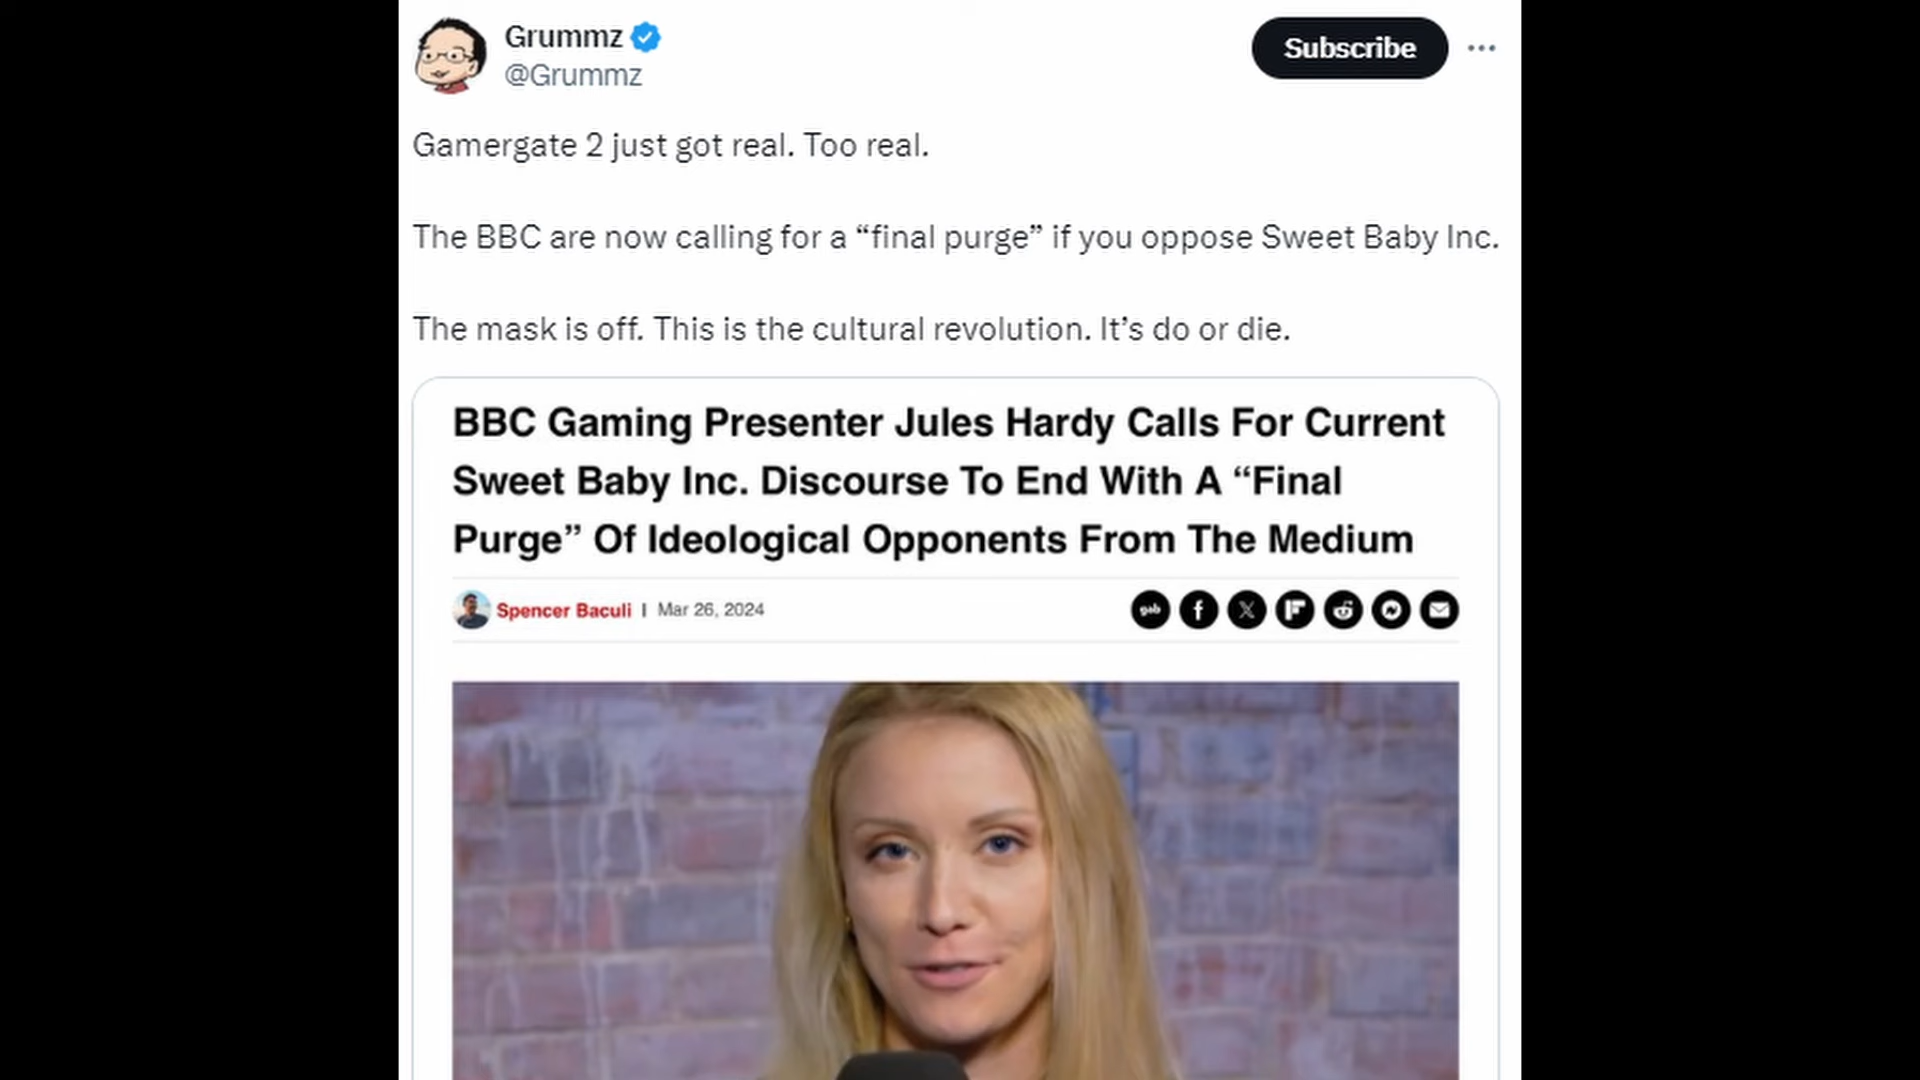 Grummz
@Grummz
Subscribe
Gamergate 2 just got real. Too real.
The BBC are now calling for a “final purge” if you oppose Sweet Baby Inc.
The mask is off. This is the cultural revolution. It’s do or die.
BBC Gaming Presenter Jules Hardy Calls For Current
Sweet Baby Inc. Discourse To End With A “Final
Purge” Of Ideological Opponents From The Medium
Spencer Baculi | Mar 26, 2024
gab